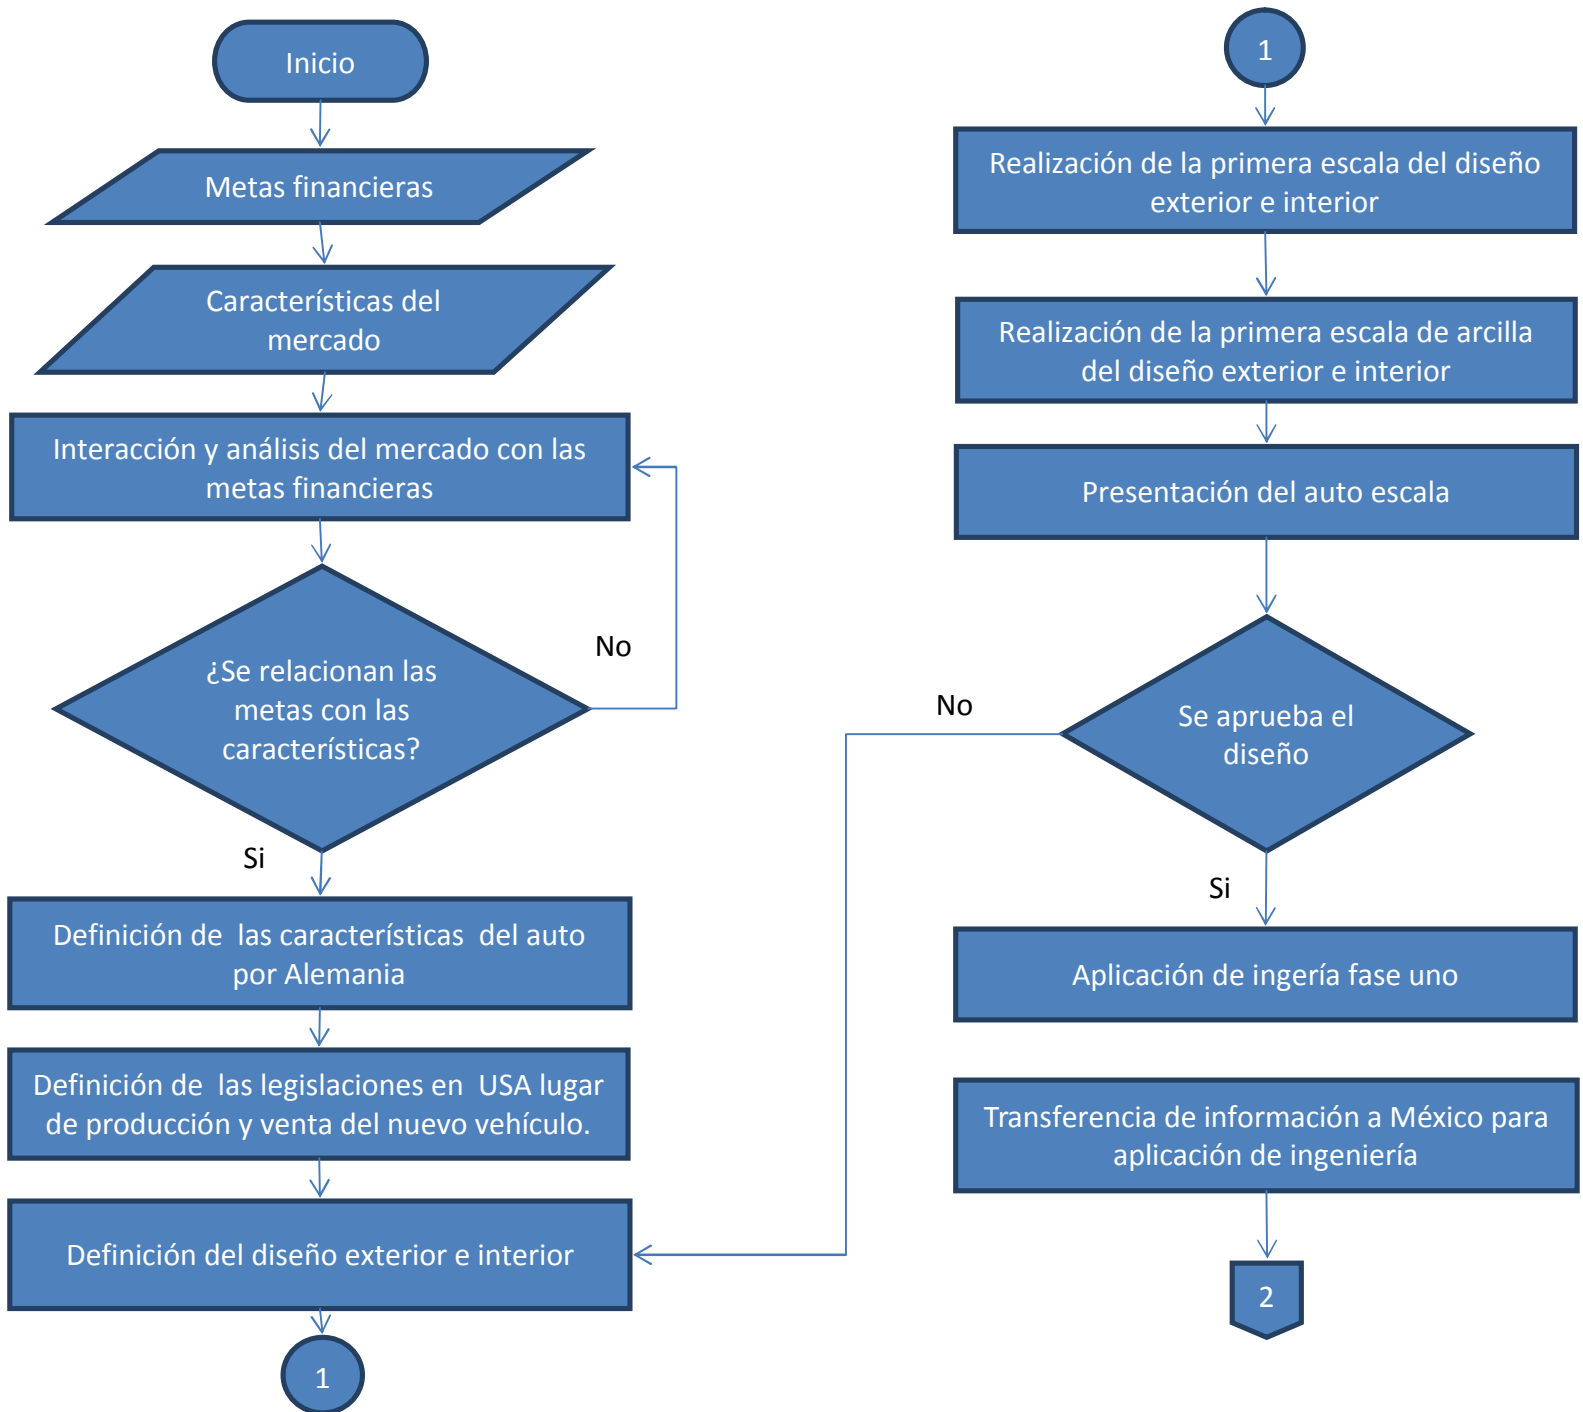 Inicio
Metas financieras
Características del
mercado
Interacción y análisis del mercado con las
metas financieras
No
¿Se relacionan las
metas con las
características?
Si
Definición de  las características  del auto
por Alemania
Definición de  las legislaciones en  USA lugar
de producción y venta del nuevo vehículo.
Definición del diseño exterior e interior
1
1
Realización de la primera escala del diseño
exterior e interior
Realización de la primera escala de arcilla
del diseño exterior e interior
Presentación del auto escala
No
Se aprueba el
diseño
Si
Aplicación de ingería fase uno
Transferencia de información a México para
aplicación de ingeniería
2